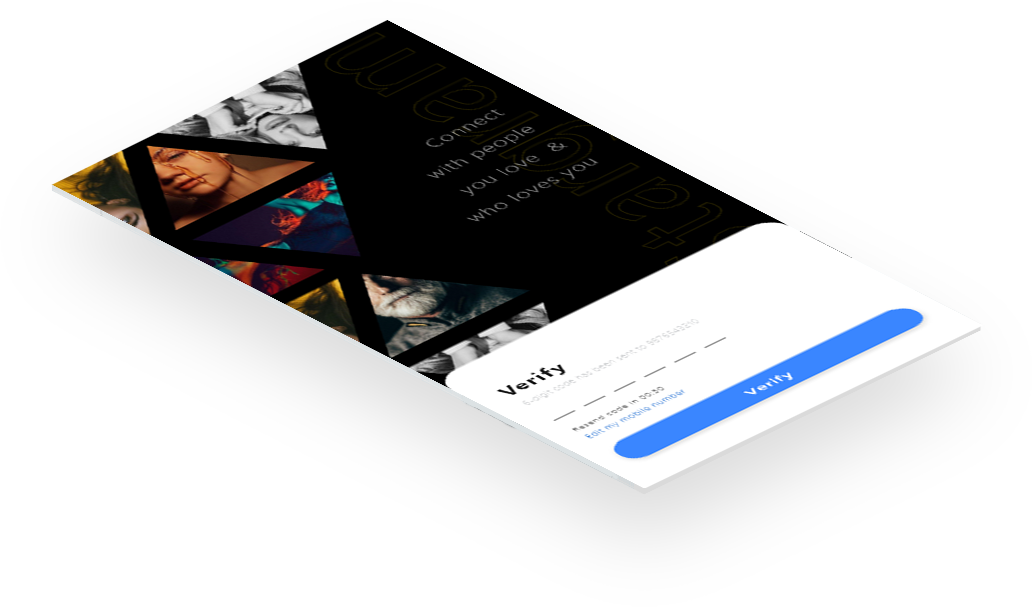 Connect
with people
you love &
who loves you
Verify
6-digit code has been sent to 9876543210
Resend code in 00:30
Edit my mobile number
Verify